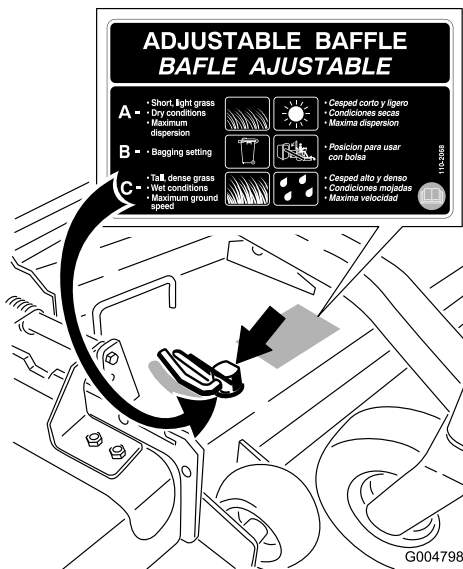 ADJUSTABLE BAFFLE
BAFLE AJUSTABLE
A - • Short, light grass
• Dry conditions
• Maximum
dispersion
• Cesped corto y ligero
• Condiciones secas
• Maxima dispersion
B - • Bagging setting
• Posicion para usar
con bolsa
C - • Tall, dense grass
• Wet conditions
• Maximum ground
speed
• Cesped alto y denso
• Condiciones mojadas
• Maxima velocidad
110-2068
G004798